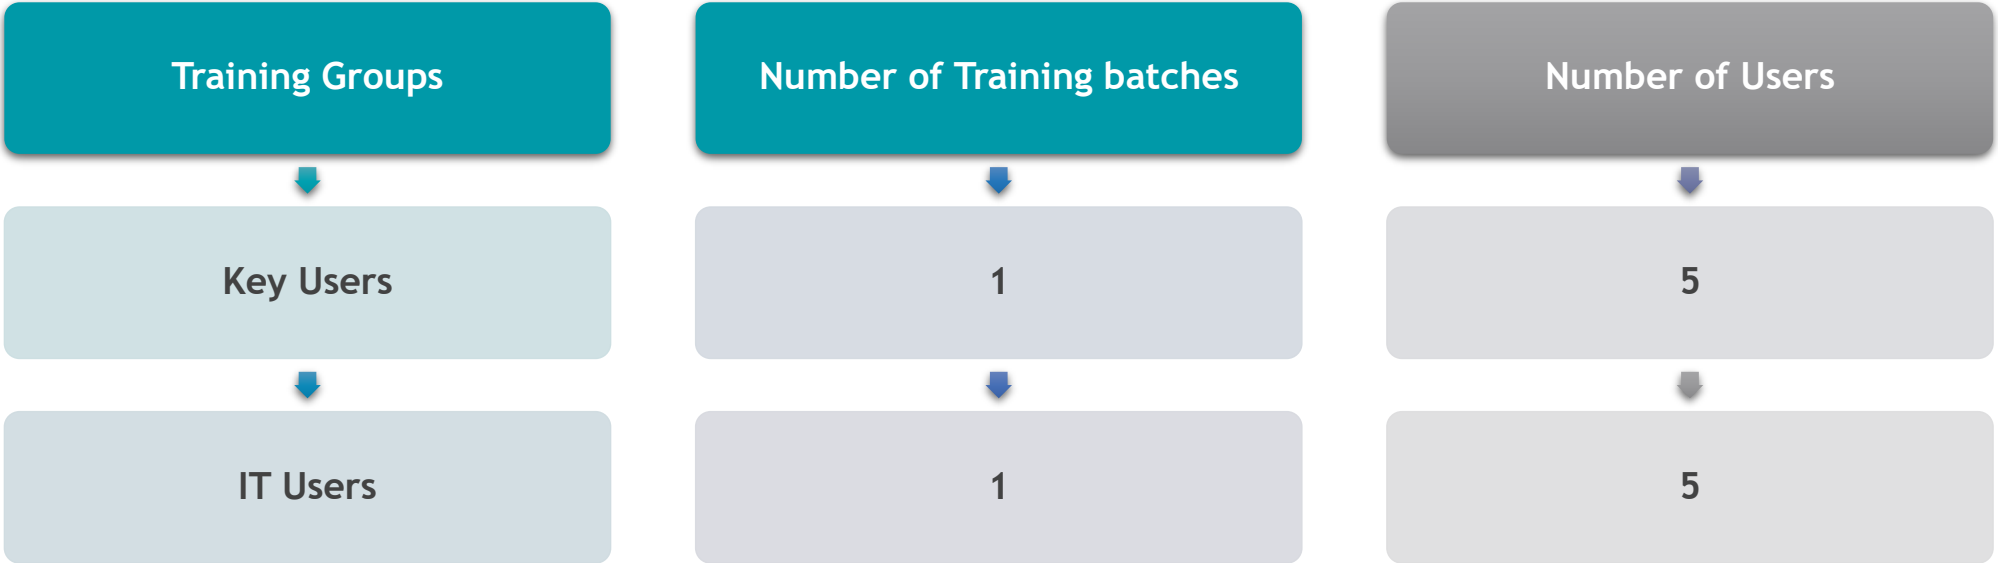 Training Groups
Number of Training batches
Number of Users
Key Users
1
5
IT Users
1
5